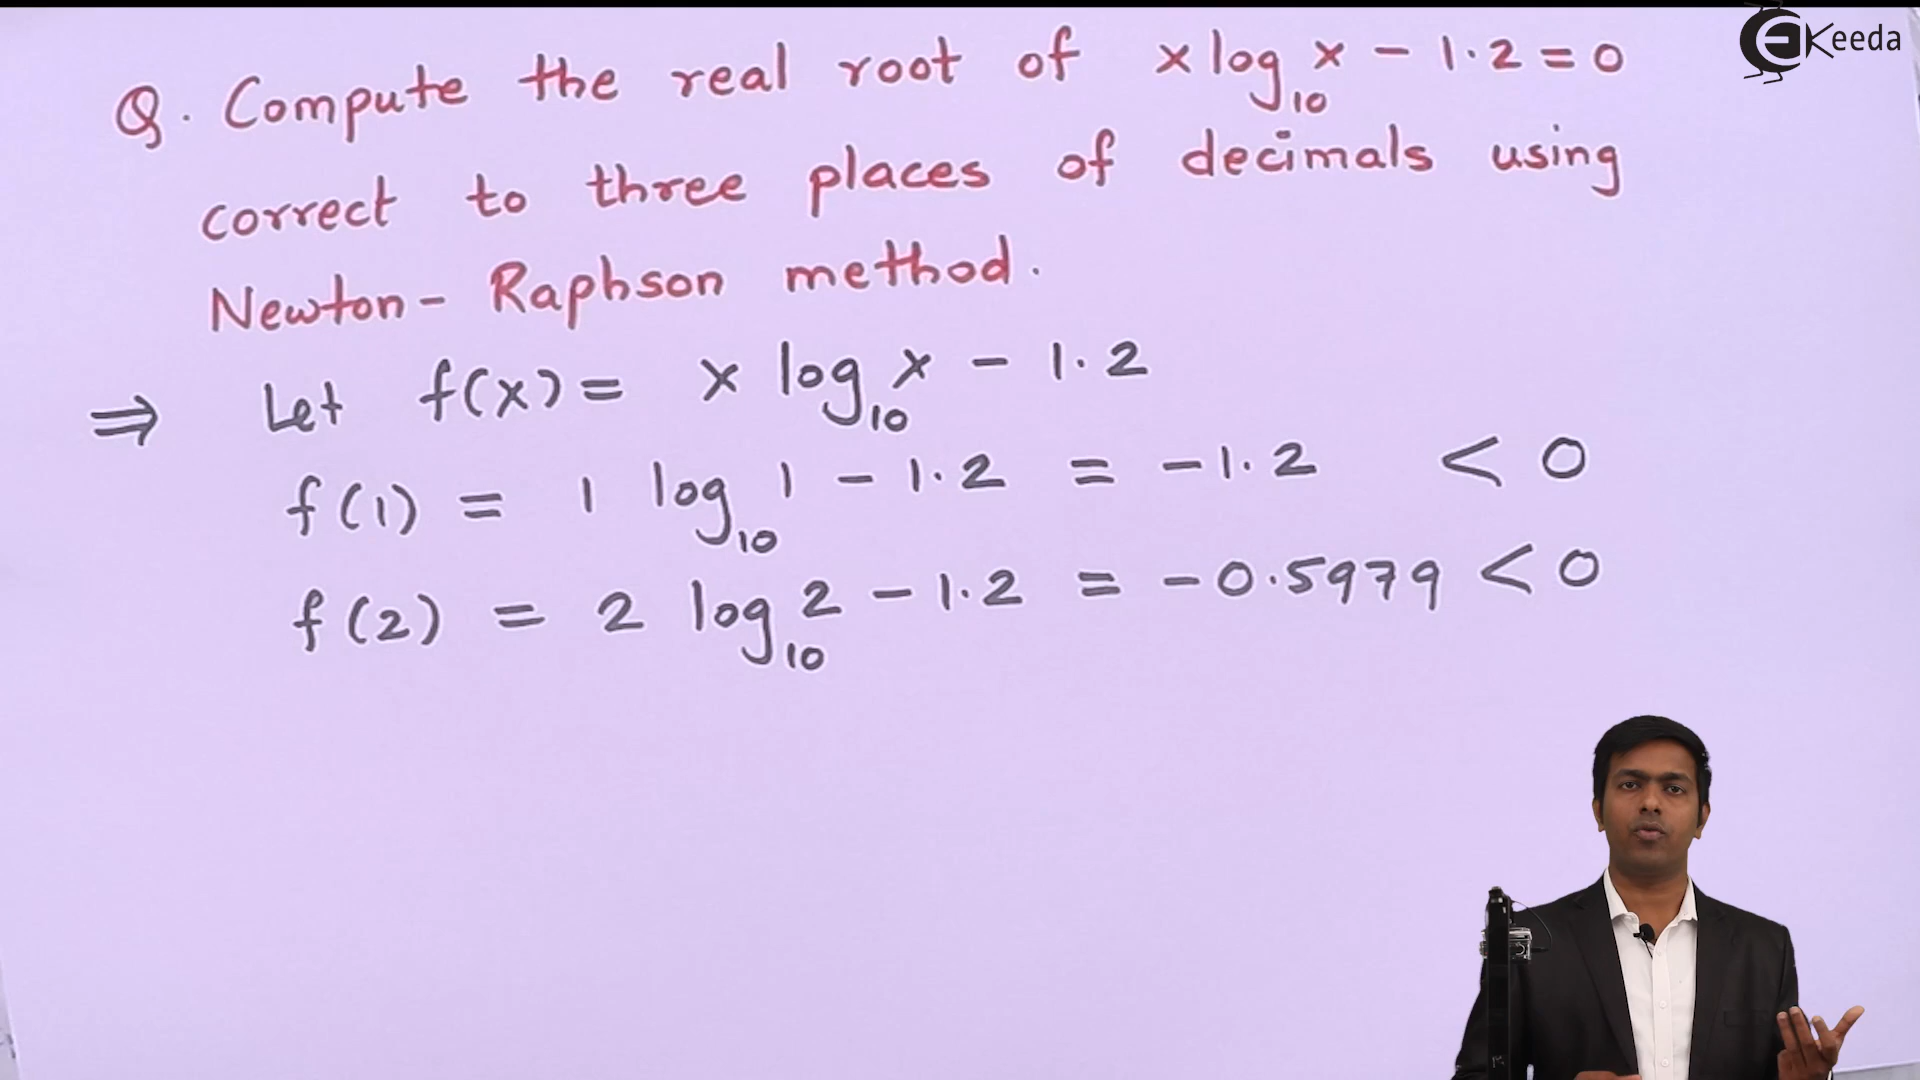 Keeda
Q. Compute the real root of x log₁₀ x - 1.2 = 0
correct to three places of decimals using
Newton-Raphson method.
⇒ Let f(x) = x log₁₀ x - 1.2
f(1) = 1 log₁₀ 1 - 1.2 = -1.2 < 0
f(2) = 2 log₁₀ 2 - 1.2 = -0.5979 < 0